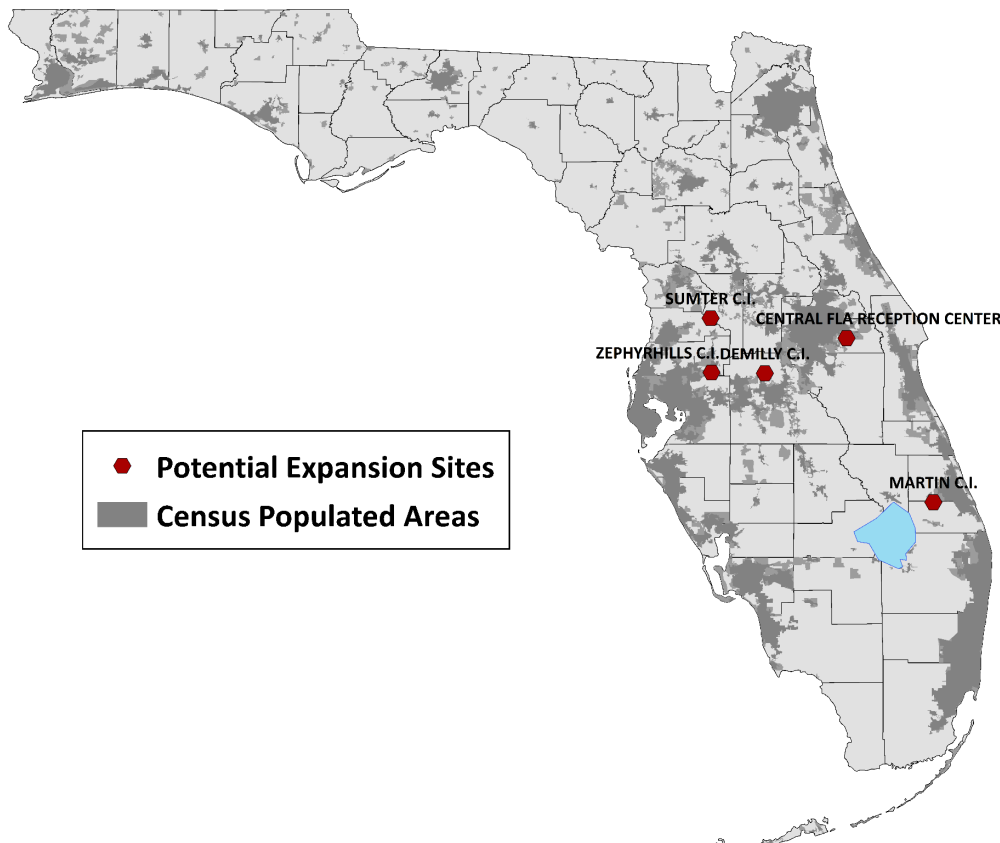 SUMTER C.I.
CENTRAL FLA RECEPTION CENTER
ZEPHYRHILLS C.I.
DEMILLY C.I.
Potential Expansion Sites
Census Populated Areas
MARTIN C.I.